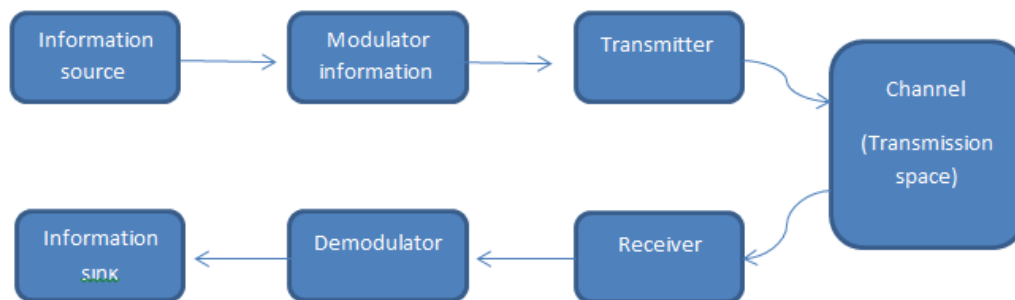 Information
source
Modulator
information
Transmitter
Channel
(Transmission
space)
Receiver
Demodulator
Information
sink